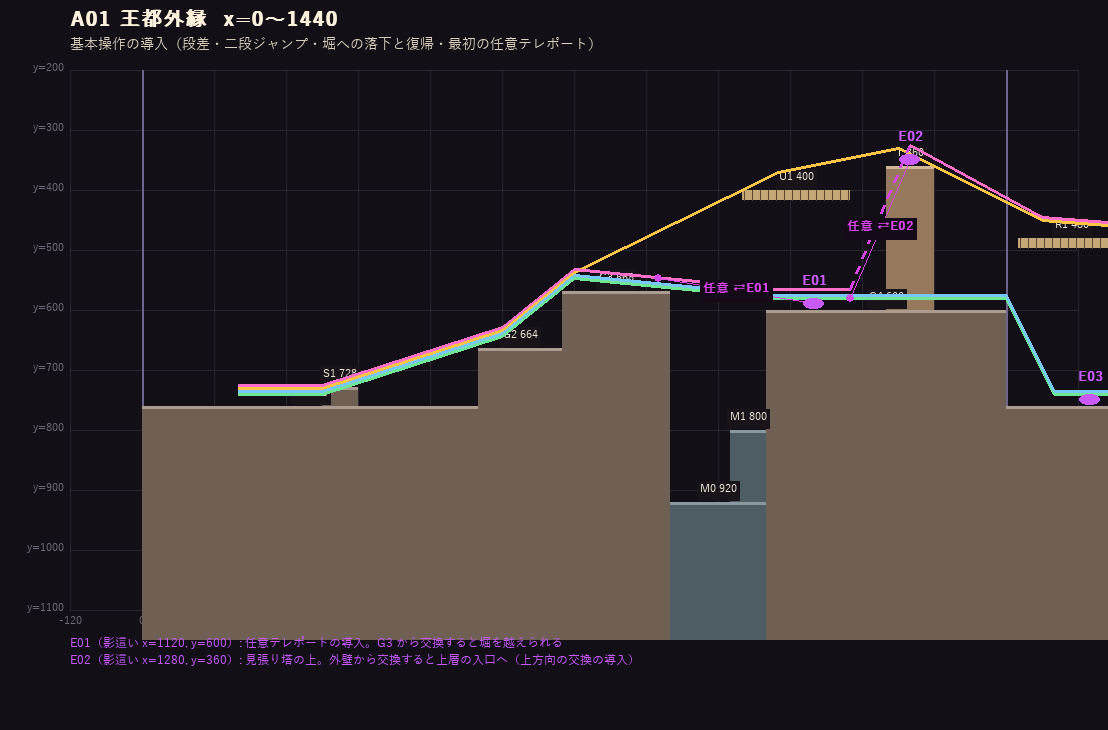 A01 王都外縁 x=0〜1440
基本操作の導入（段差・二段ジャンプ・堀への落下と復帰・最初の任意テレポート）
y=200
y=300
E02
U1 400
y=400
任意 ⇄E02
y=500
E01
任意 ⇄E01
y=600
G2 664
y=700
S1 728
E03
M1 800
y=800
M0 920
y=900
y=1000
y=1100
-120
E01（影這い x=1120, y=600）: 任意テレポートの導入。G3 から交換すると堀を越えられる
E02（影這い x=1280, y=360）: 見張り塔の上。外壁から交換すると上層の入口へ（上方向の交換の導入）